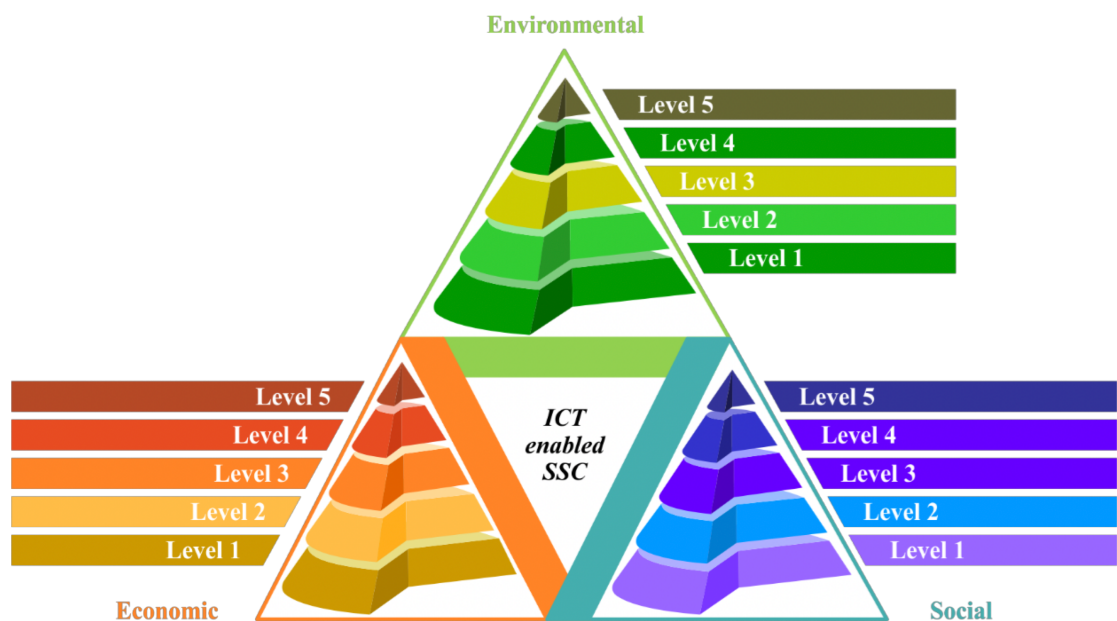 Environmental
Level 5
Level 4
Level 3
Level 2
Level 1
ICT
enabled
SSC
Level 5
Level 4
Level 3
Level 2
Level 1
Economic
Level 5
Level 4
Level 3
Level 2
Level 1
Social